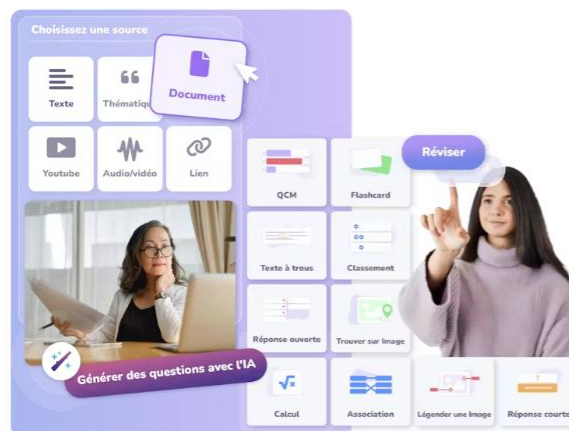 Choisissez une source
Texte
Thématiqu
Document
Youtube
Audio/vidéo
Lien
Réviser
QCM
Flashcard
Texte à trous
Classement
Réponse ouverte
Trouver sur Image
Générer des questions avec l'IA
Calcul
Association
Légender une Image
Réponse courte